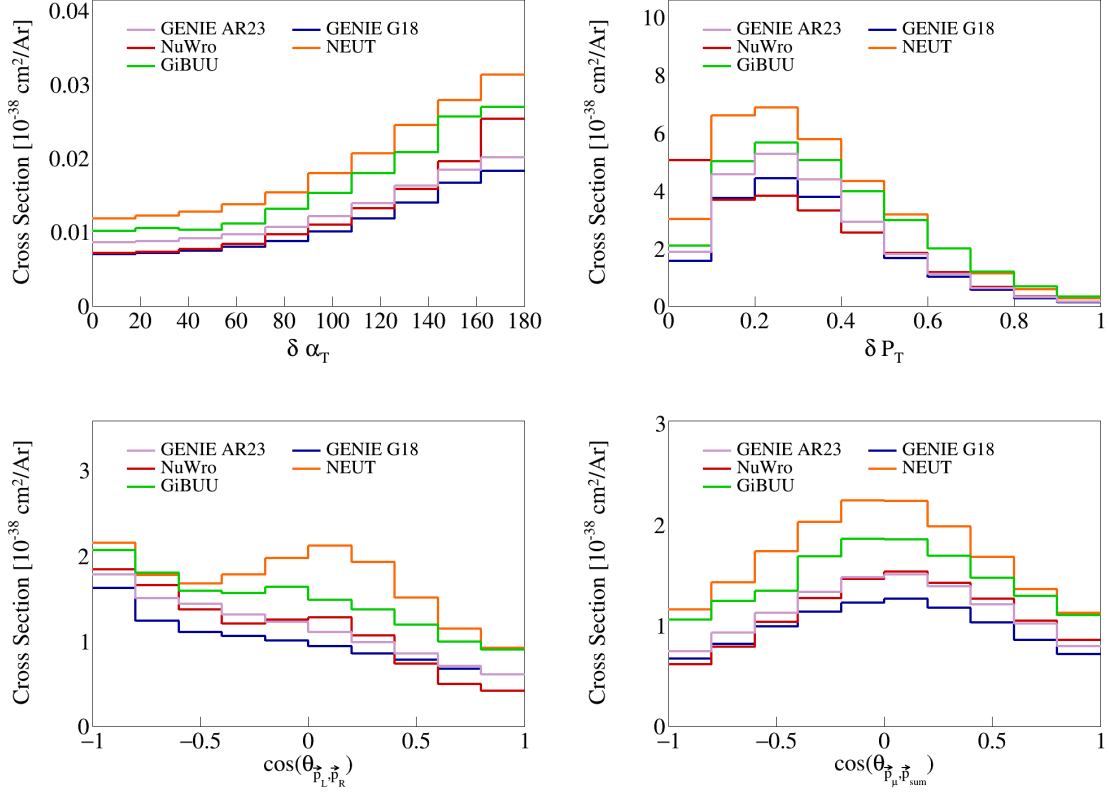 0.04
0.03
0.02
0.01
0
Cross Section [10⁻³⁸ cm²/Ar]
GENIE AR23
GENIE G18
NuWro
NEUT
GiBUU
0 20 40 60 80 100 120 140 160 180
δ α_T
10
8
6
4
2
0
Cross Section [10⁻³⁸ cm²/Ar]
GENIE AR23
GENIE G18
NuWro
NEUT
GiBUU
0 0.2 0.4 0.6 0.8 1
δ P_T
3
2
1
0
Cross Section [10⁻³⁸ cm²/Ar]
GENIE AR23
GENIE G18
NuWro
NEUT
GiBUU
−1 −0.5 0 0.5 1
cos(θ_{p⃗_L,p⃗_R})
3
2
1
0
Cross Section [10⁻³⁸ cm²/Ar]
GENIE AR23
GENIE G18
NuWro
NEUT
GiBUU
−1 −0.5 0 0.5 1
cos(θ_{p⃗_μ,p⃗_sum})